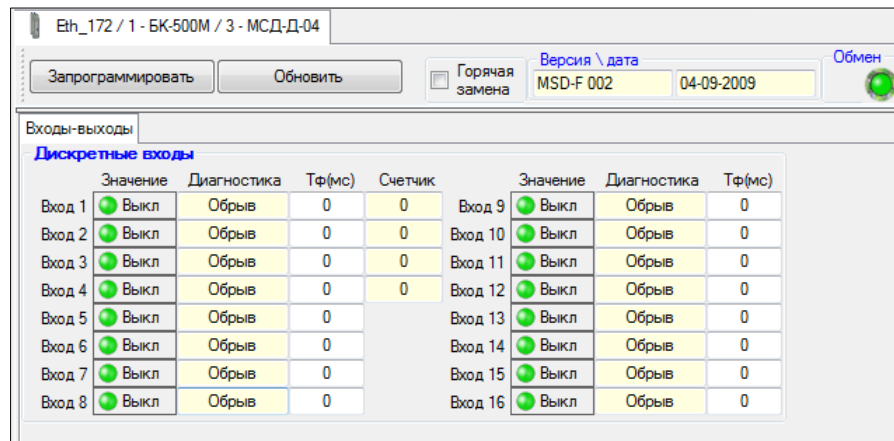 Eth_172 / 1 - БК-500М / 3 - МСД-Д-04
Запрограммировать Обновить Горячая замена Версия \ дата MSD-F 002 04-09-2009 Обмен
Входы-выходы
Дискретные входы
Значение Диагностика Тф(мс) Счетчик Значение Диагностика Тф(мс)
Вход 1 Выкл Обрыв 0 0 Вход 9 Выкл Обрыв 0
Вход 2 Выкл Обрыв 0 0 Вход 10 Выкл Обрыв 0
Вход 3 Выкл Обрыв 0 0 Вход 11 Выкл Обрыв 0
Вход 4 Выкл Обрыв 0 0 Вход 12 Выкл Обрыв 0
Вход 5 Выкл Обрыв 0 Вход 13 Выкл Обрыв 0
Вход 6 Выкл Обрыв 0 Вход 14 Выкл Обрыв 0
Вход 7 Выкл Обрыв 0 Вход 15 Выкл Обрыв 0
Вход 8 Выкл Обрыв 0 Вход 16 Выкл Обрыв 0